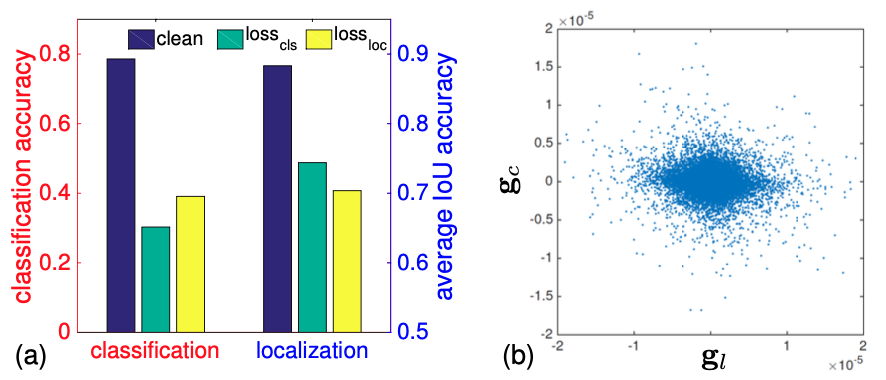 clean loss_cls loss_loc
classification accuracy
0.8
0.6
0.4
0.2
0
average IoU accuracy
0.9
0.8
0.7
0.6
0.5
classification localization
(a)
×10^-5
g_c
2
1.5
1
0.5
0
-0.5
-1
-1.5
-2
-2 -1 0 1 2
g_l
×10^-5
(b)